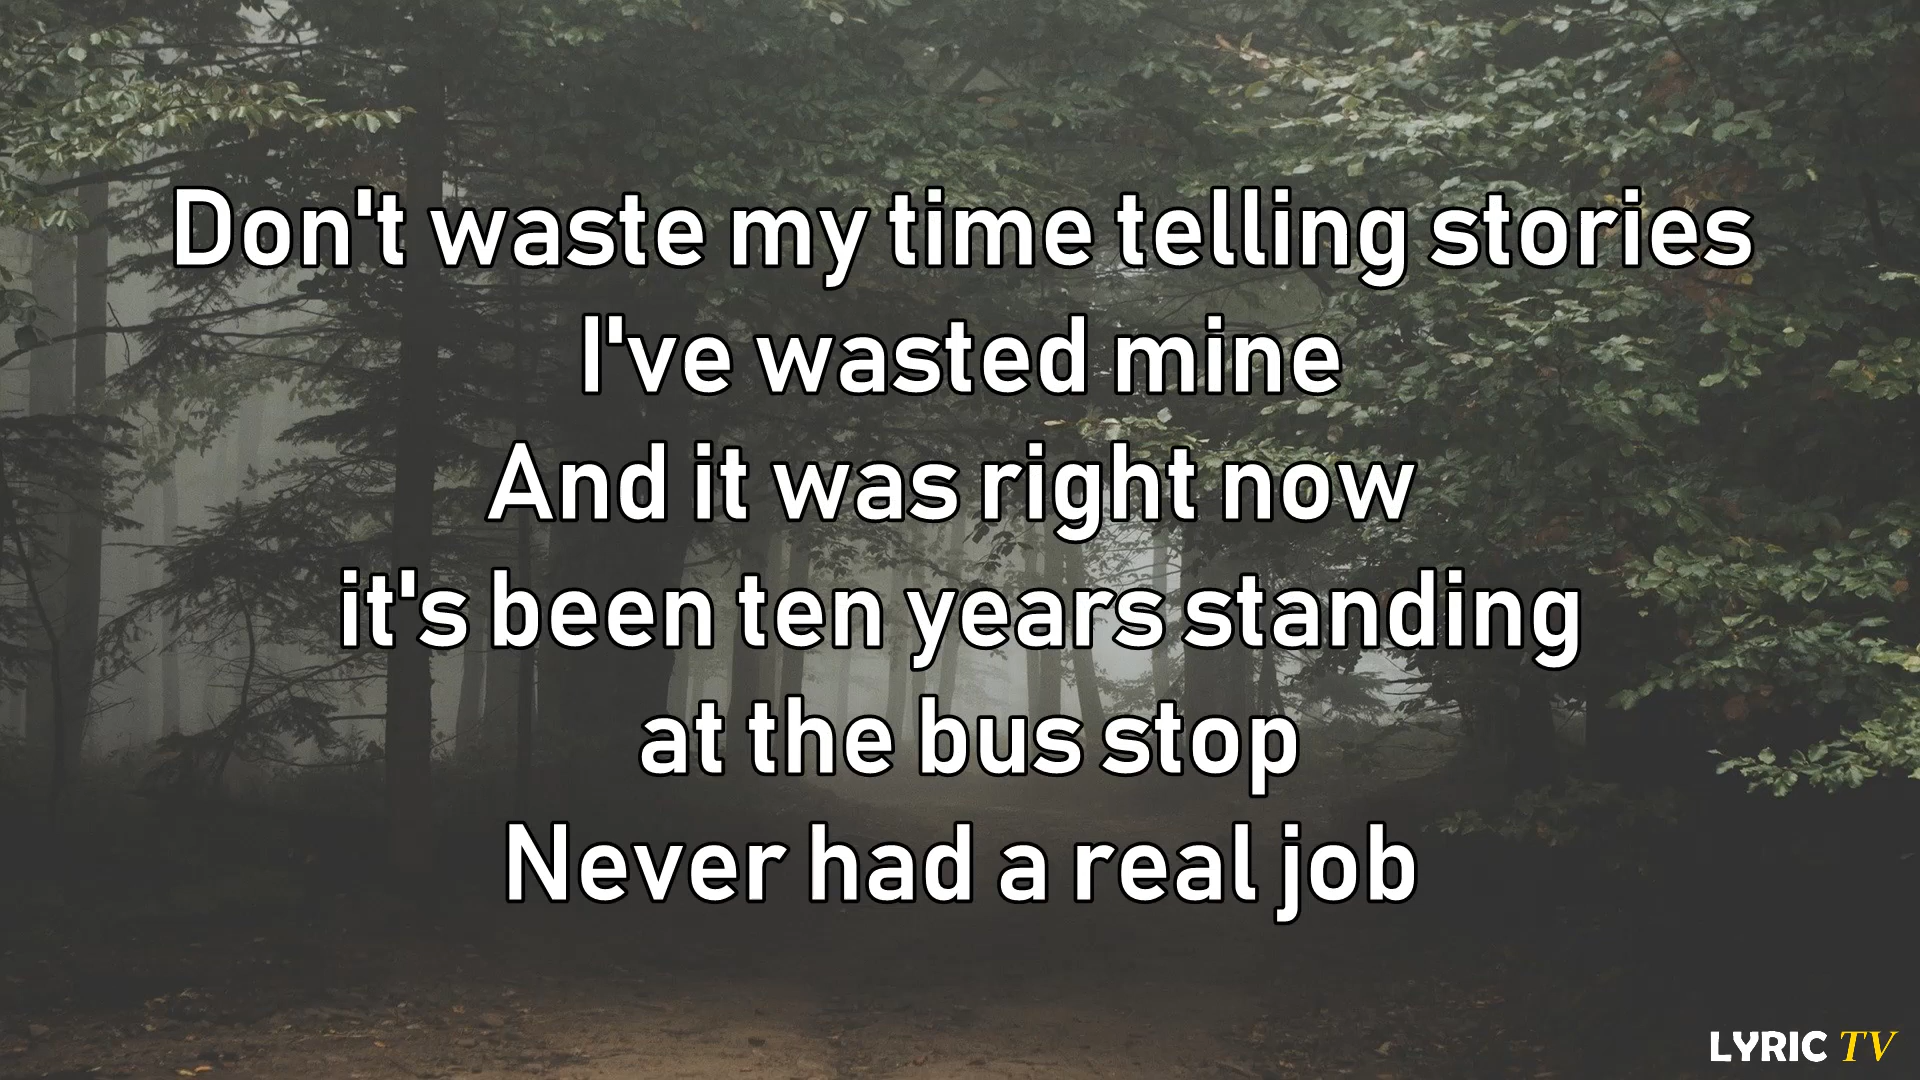 Don't waste my time telling stories
I've wasted mine
And it was right now
it's been ten years standing
at the bus stop
Never had a real job
LYRIC TV